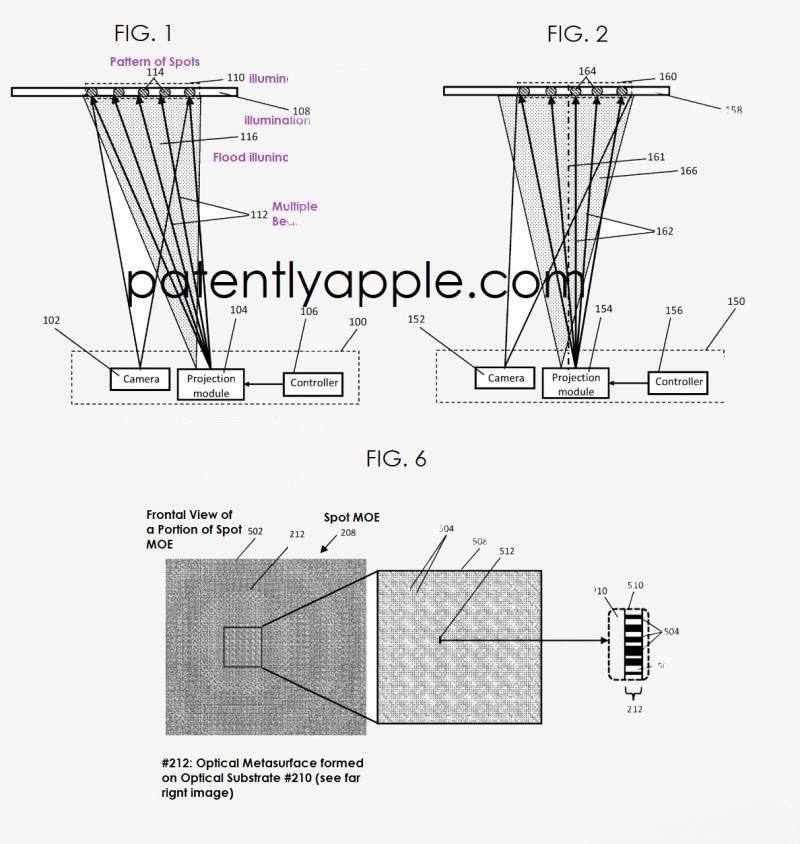 FIG. 1
FIG. 2
Pattern of Spots
114
110
108
116
112
Multiple
104
106
102
100
Camera
Projection
module
Controller
164
160
161
166
162
154
156
150
152
Camera
Projection
module
Controller
patentlyapple.com
FIG. 6
Frontal View of
a Portion of Spot
MOE
502
212
Spot MOE
208
504
508
512
510
504
212
#212: Optical Metasurface formed
on Optical Substrate #210 (see far
right image)